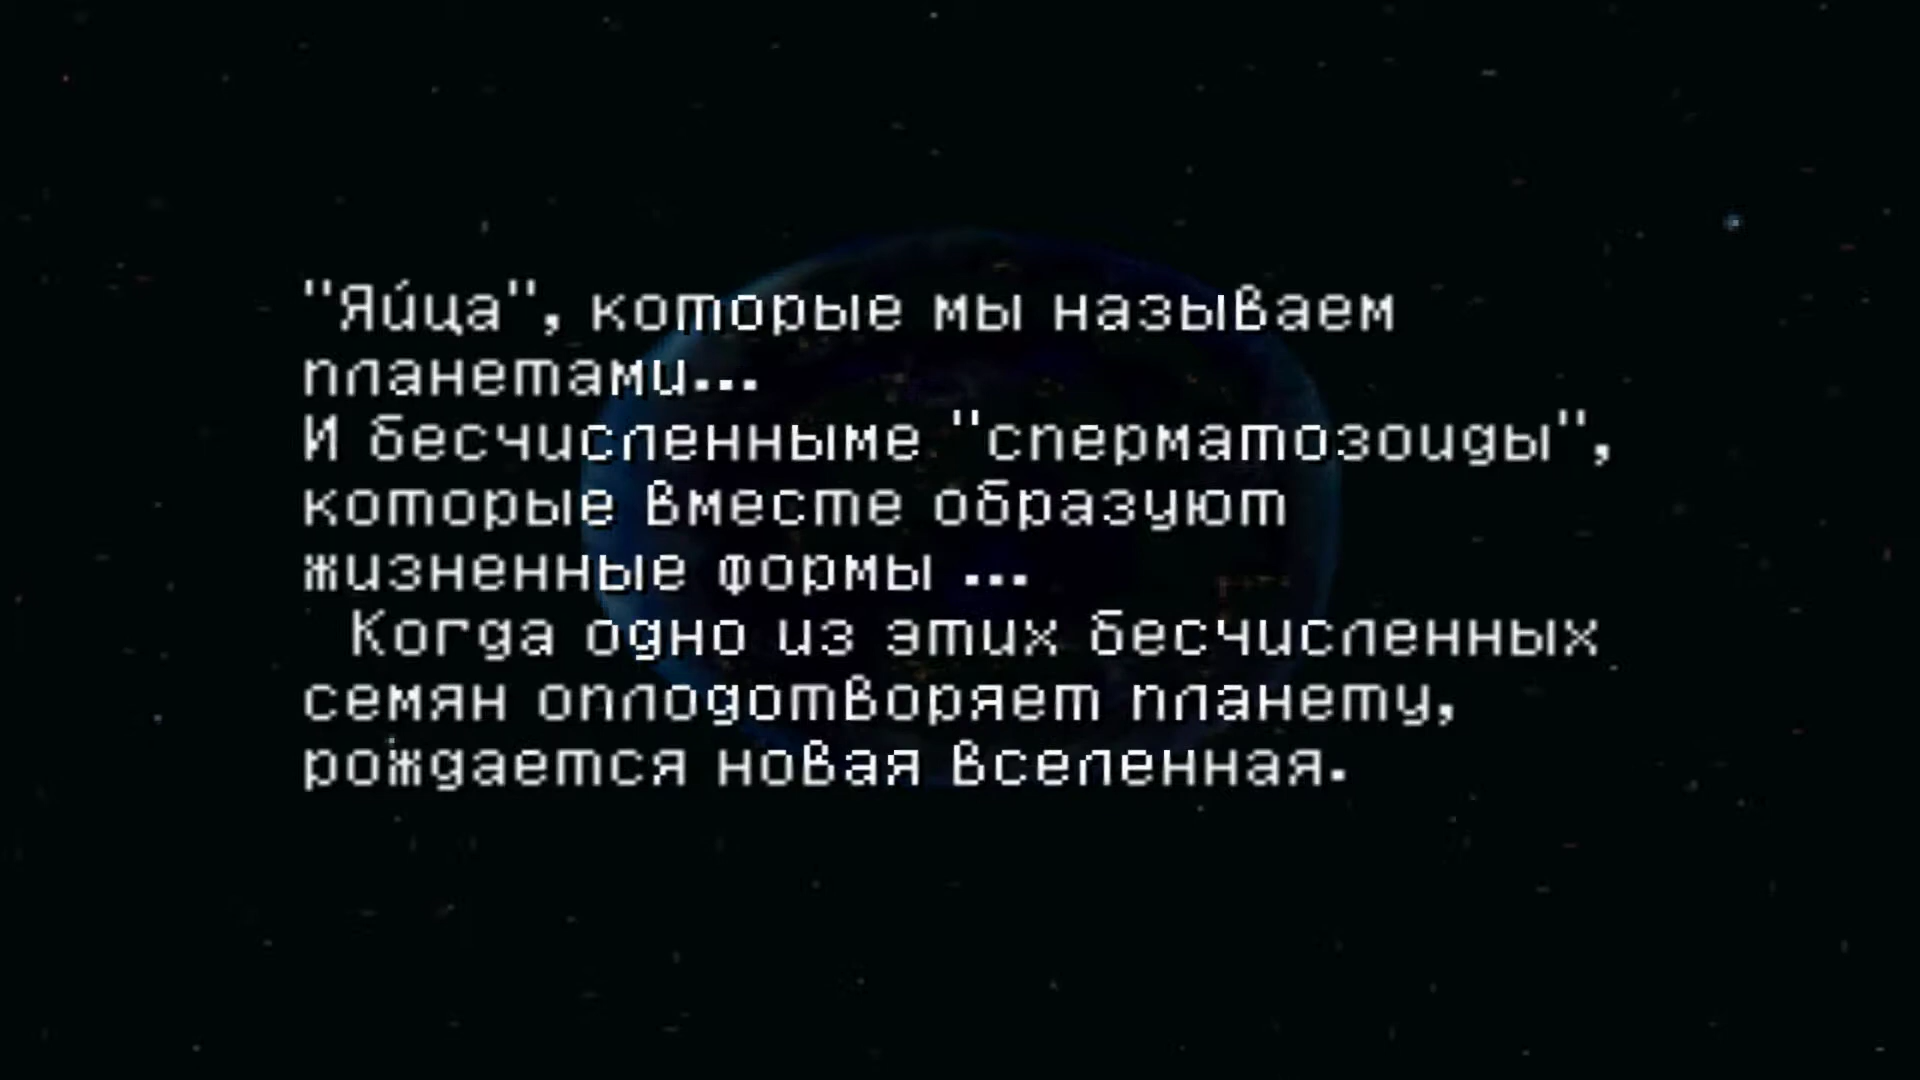 "Яйца", которые мы называем
планетами...
И бесчисленныме "сперматозоиды",
которые вместе образуют
жизненные формы ...
Когда одно из этих бесчисленных
семян оплодотворяет планету,
рождается новая вселенная.